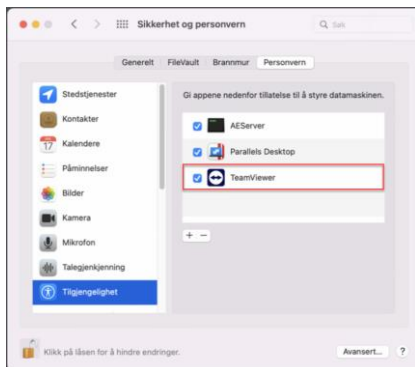 Sikkerhet og personvern
Søk
Generelt FileVault Brannmur Personvern
Stedstjenester
Kontakter
Kalendere
Påminnelser
Bilder
Kamera
Mikrofon
Talegjenkjenning
Tilgjengelighet
Gi appene nedenfor tillatelse til å styre datamaskinen.
AEServer
Parallels Desktop
TeamViewer
Klikk på låsen for å hindre endringer.
Avansert... ?